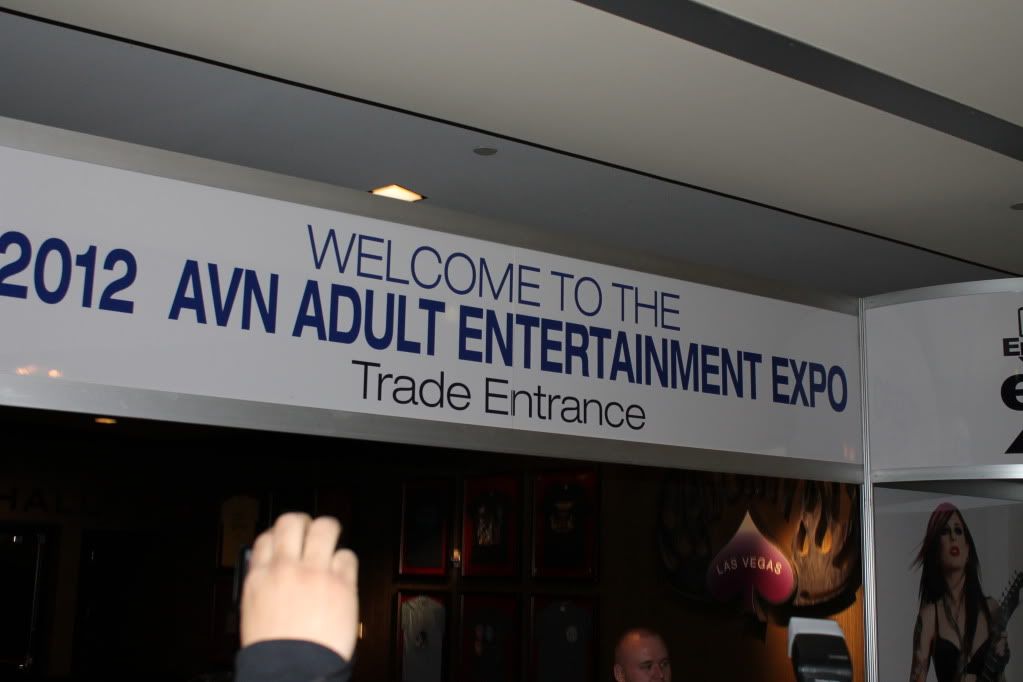 WELCOME TO THE
2012 AVN ADULT ENTERTAINMENT EXPO
Trade Entrance
LAS VEGAS